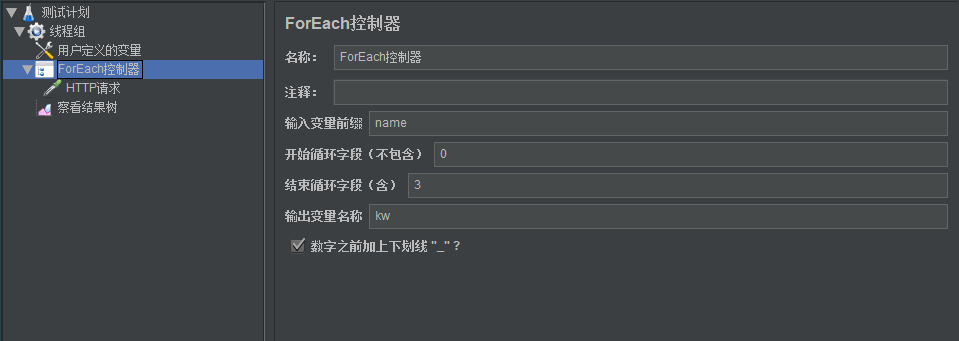 测试计划
线程组
用户定义的变量
ForEach控制器
HTTP请求
察看结果树
ForEach控制器
名称： ForEach控制器
注释：
输入变量前缀 name
开始循环字段（不包含） 0
结束循环字段（含） 3
输出变量名称 kw
数字之前加上下划线 "_" ?